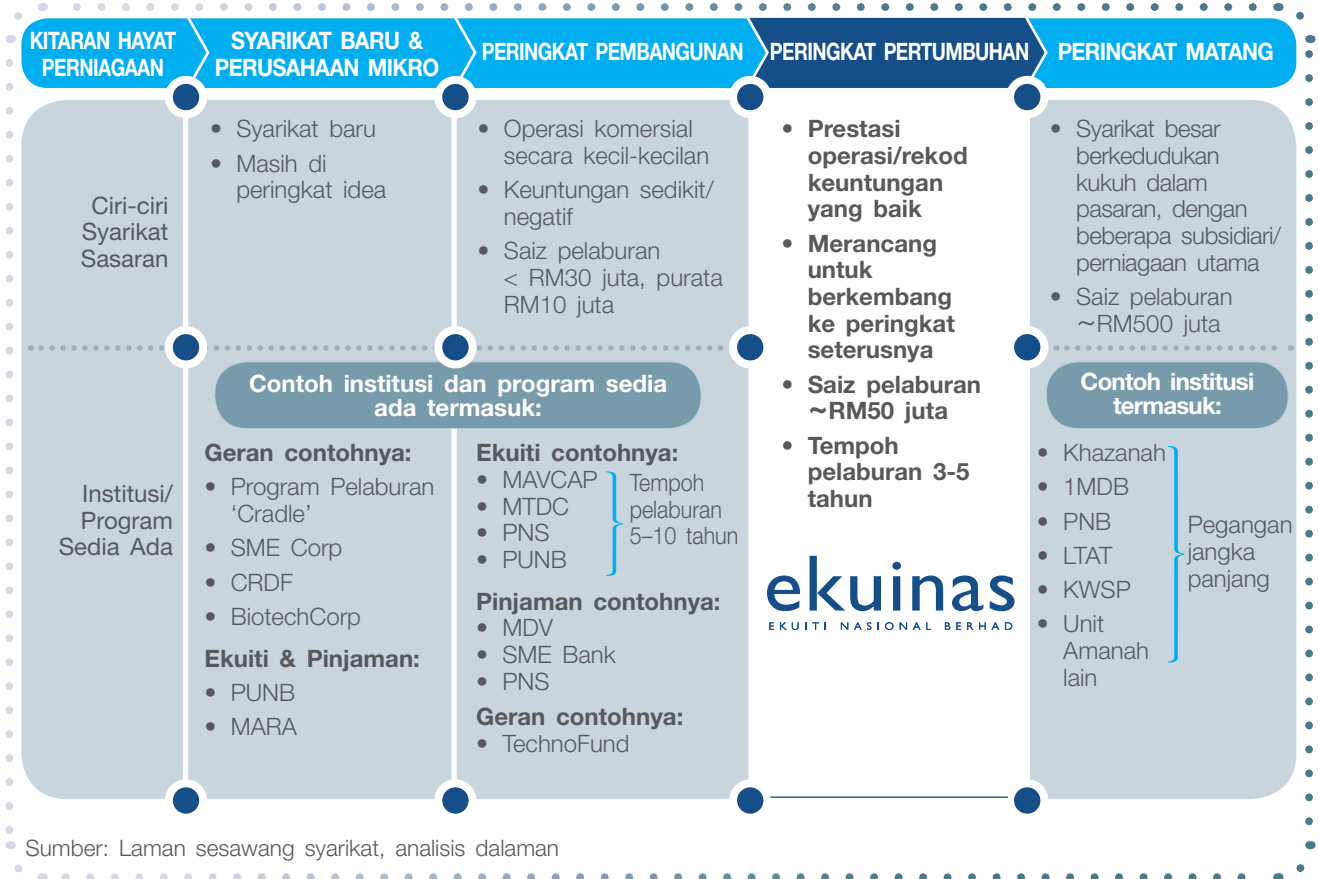 KITARAN HAYAT
PERNIAGAAN
SYARIKAT BARU &
PERUSAHAAN MIKRO
PERINGKAT PEMBANGUNAN
PERINGKAT PERTUMBUHAN
PERINGKAT MATANG
Ciri-ciri
Syarikat
Sasaran
• Syarikat baru
• Masih di
peringkat idea
• Operasi komersial
secara kecil-kecilan
• Keuntungan sedikit/
negatif
• Saiz pelaburan
< RM30 juta, purata
RM10 juta
• Prestasi
operasi/rekod
keuntungan
yang baik
• Merancang
untuk
berkembang
ke peringkat
seterusnya
• Saiz pelaburan
~RM50 juta
• Tempoh
pelaburan 3-5
tahun
• Syarikat besar
berkedudukan
kukuh dalam
pasaran, dengan
beberapa subsidiari/
perniagaan utama
• Saiz pelaburan
~RM500 juta
Institusi/
Program
Sedia Ada
Contoh institusi dan program sedia
ada termasuk:
Geran contohnya:
• Program Pelaburan
'Cradle'
• SME Corp
• CRDF
• BiotechCorp
Ekuiti & Pinjaman:
• PUNB
• MARA
Ekuiti contohnya:
• MAVCAP
• MTDC
• PNS
• PUNB
Tempoh
pelaburan
5–10 tahun
Pinjaman contohnya:
• MDV
• SME Bank
• PNS
Geran contohnya:
• TechnoFund
ekuinas
EKUITI NASIONAL BERHAD
Contoh institusi
termasuk:
• Khazanah
• 1MDB
• PNB
• LTAT
• KWSP
• Unit
Amanah
lain
Pegangan
jangka
panjang
Sumber: Laman sesawang syarikat, analisis dalaman